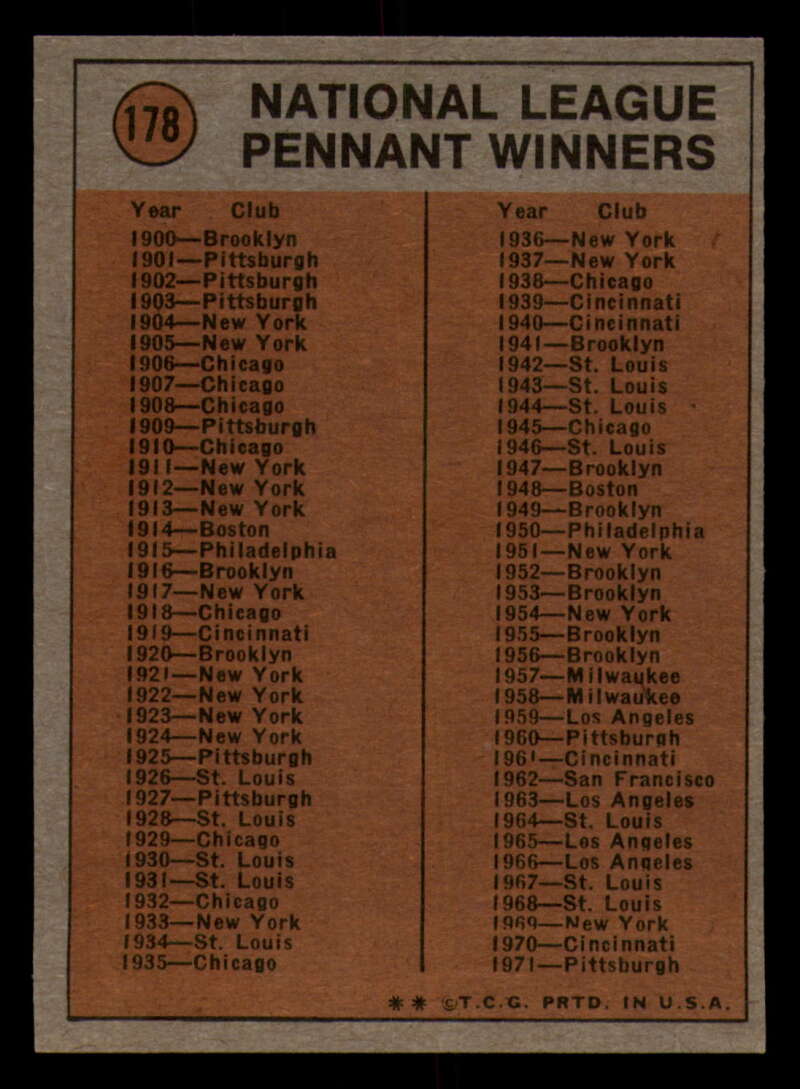 178
NATIONAL LEAGUE
PENNANT WINNERS
Year Club
1900—Brooklyn
1901—Pittsburgh
1902—Pittsburgh
1903—Pittsburgh
1904—New York
1905—New York
1906—Chicago
1907—Chicago
1908—Chicago
1909—Pittsburgh
1910—Chicago
1911—New York
1912—New York
1913—New York
1914—Boston
1915—Philadelphia
1916—Brooklyn
1917—New York
1918—Chicago
1919—Cincinnati
1920—Brooklyn
1921—New York
1922—New York
1923—New York
1924—New York
1925—Pittsburgh
1926—St. Louis
1927—Pittsburgh
1928—St. Louis
1929—Chicago
1930—St. Louis
1931—St. Louis
1932—Chicago
1933—New York
1934—St. Louis
1935—Chicago
Year Club
1936—New York
1937—New York
1938—Chicago
1939—Cincinnati
1940—Cincinnati
1941—Brooklyn
1942—St. Louis
1943—St. Louis
1944—St. Louis
1945—Chicago
1946—St. Louis
1947—Brooklyn
1948—Boston
1949—Brooklyn
1950—Philadelphia
1951—New York
1952—Brooklyn
1953—Brooklyn
1954—New York
1955—Brooklyn
1956—Brooklyn
1957—Milwaukee
1958—Milwaukee
1959—Los Angeles
1960—Pittsburgh
1961—Cincinnati
1962—San Francisco
1963—Los Angeles
1964—St. Louis
1965—Los Angeles
1966—Los Angeles
1967—St. Louis
1968—St. Louis
1969—New York
1970—Cincinnati
1971—Pittsburgh
** ©T.C.G. PRTD. IN U.S.A.